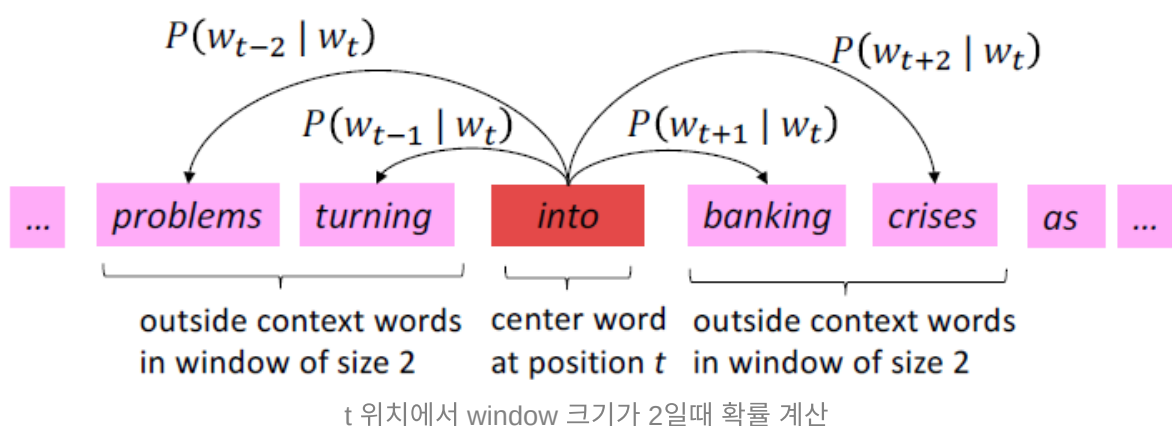 P(w_{t−2} | w_t)
P(w_{t+2} | w_t)
P(w_{t−1} | w_t)
P(w_{t+1} | w_t)
... problems turning into banking crises as ...
outside context words
in window of size 2
center word
at position t
outside context words
in window of size 2
t 위치에서 window 크기가 2일때 확률 계산